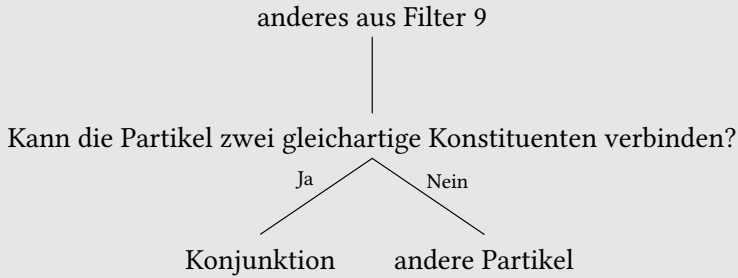 anderes aus Filter 9
Kann die Partikel zwei gleichartige Konstituenten verbinden?
Ja
Nein
Konjunktion
andere Partikel